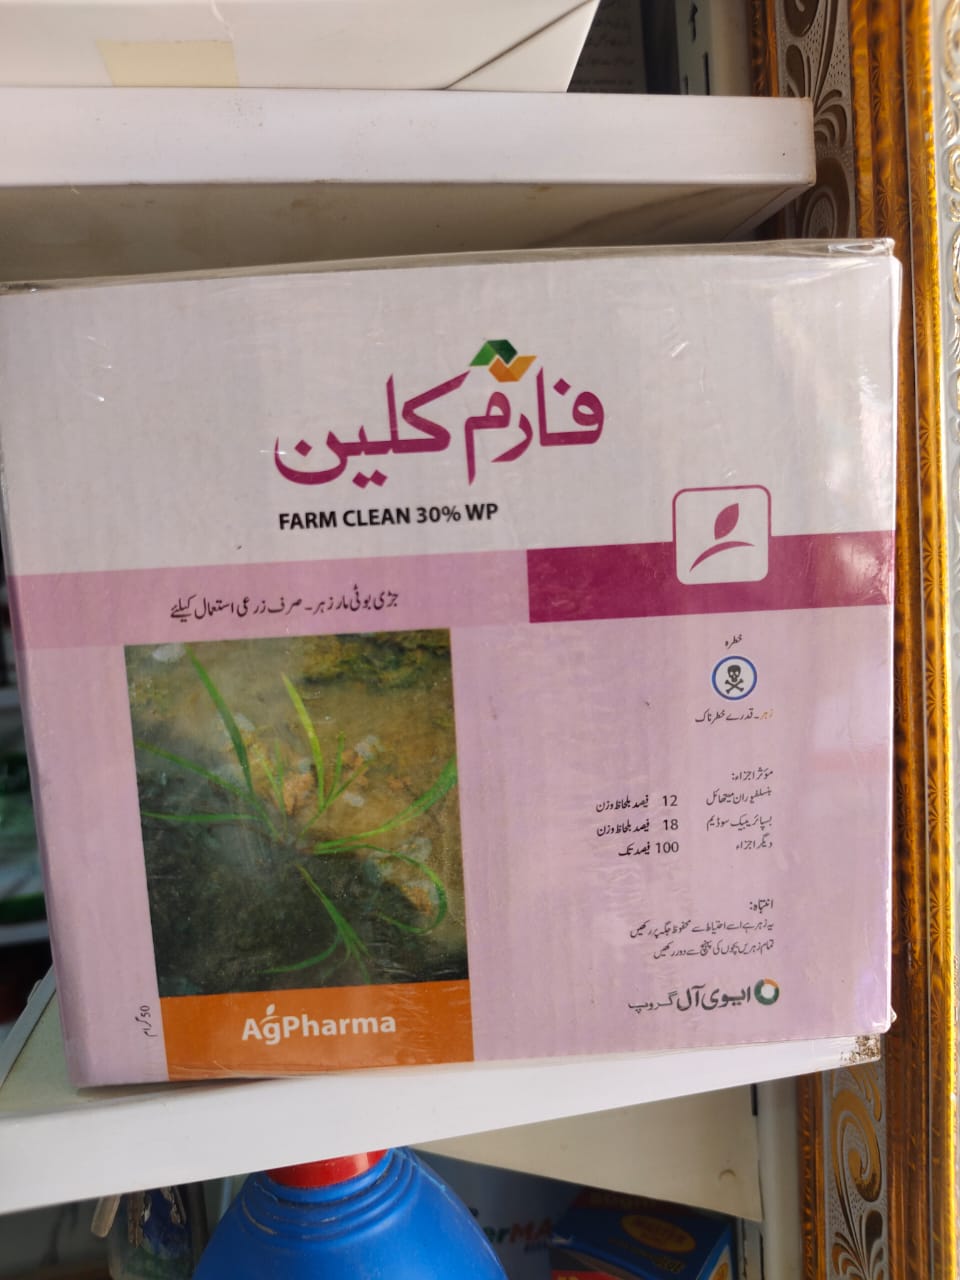 فارم کلین
FARM CLEAN 30% WP
جڑی بوٹی مار زہر۔ صرف زرعی استعمال کیلئے
خطرہ
زہر۔ قدرے خطرناک
مؤثر اجزاء:
بنسلفیوران میتھائل 12 فیصد بلحاظ وزن
بسپائریبیک سوڈیم 18 فیصد بلحاظ وزن
دیگر اجزاء 100 فیصد تک
انتباہ:
یہ زہر ہے اسے احتیاط سے محفوظ جگہ پر رکھیں
تمام زہریں بچوں کی پہنچ سے دور رکھیں
ایوی آل گروپ
50 گرام
AgPharma